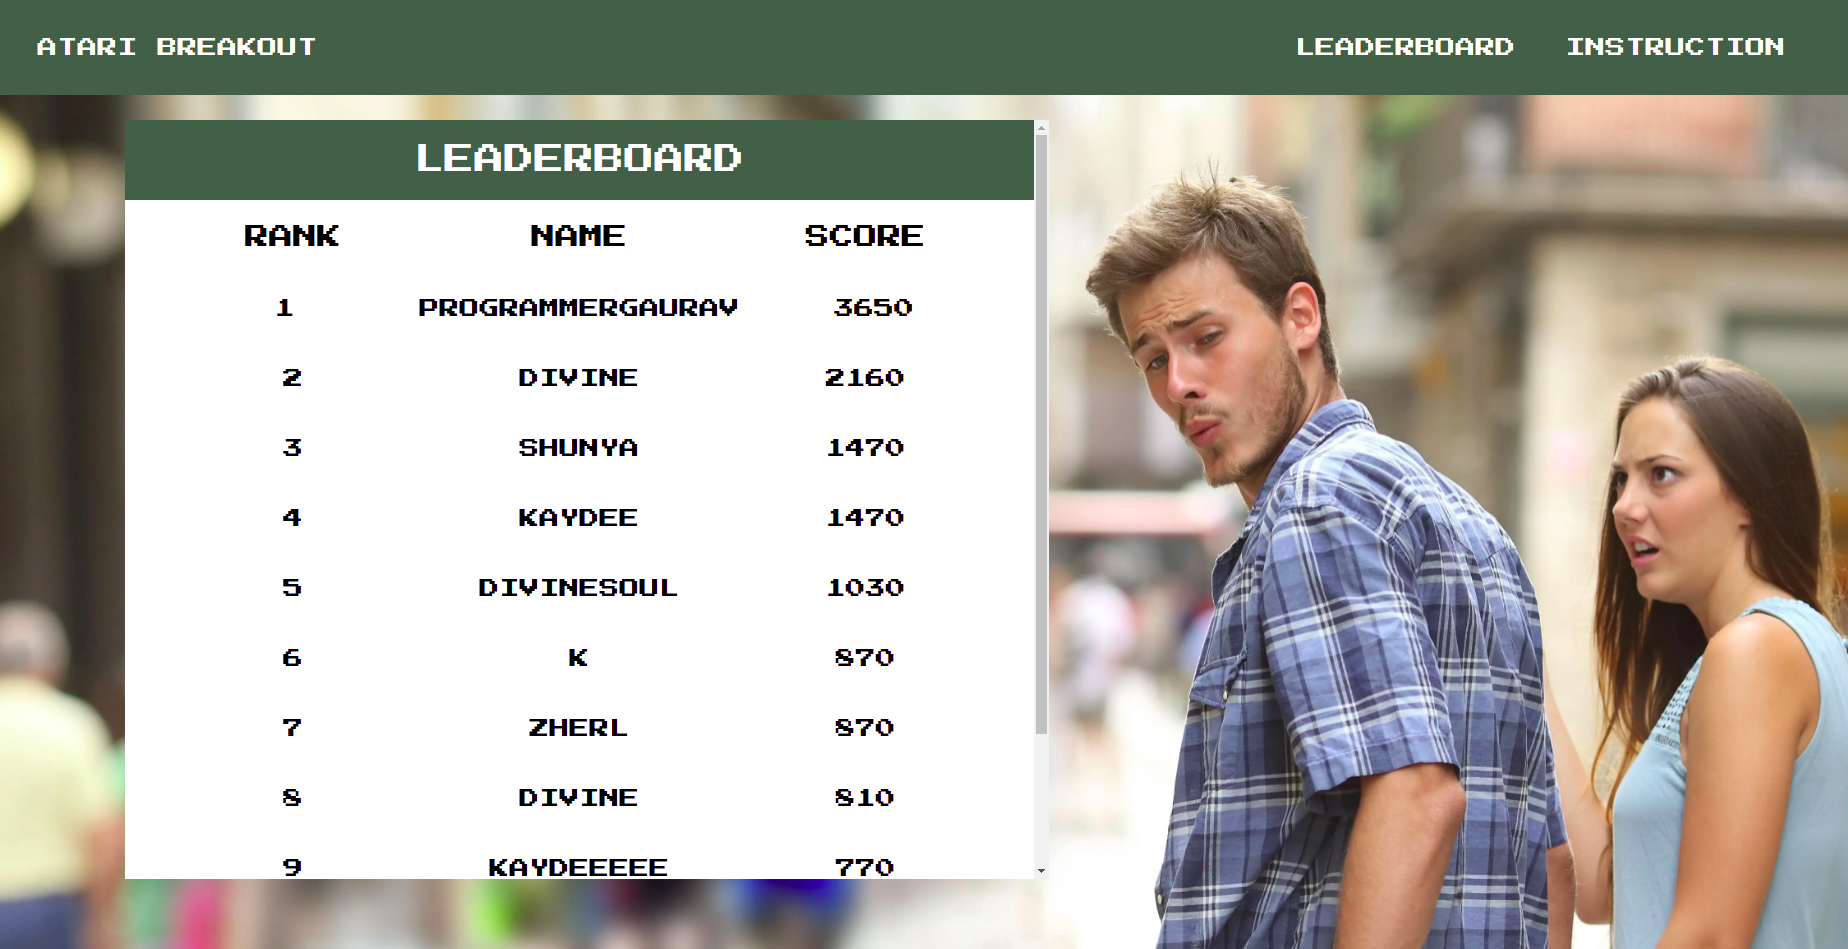 ATARI BREAKOUT LEADERBOARD INSTRUCTION
LEADERBOARD
RANK NAME SCORE
1 PROGRAMMERGAURAV 3650
2 DIVINE 2160
3 SHUNYA 1470
4 KAYDEE 1470
5 DIVINESOUL 1030
6 K 870
7 ZHERL 870
8 DIVINE 810
9 KAYDEEEEE 770